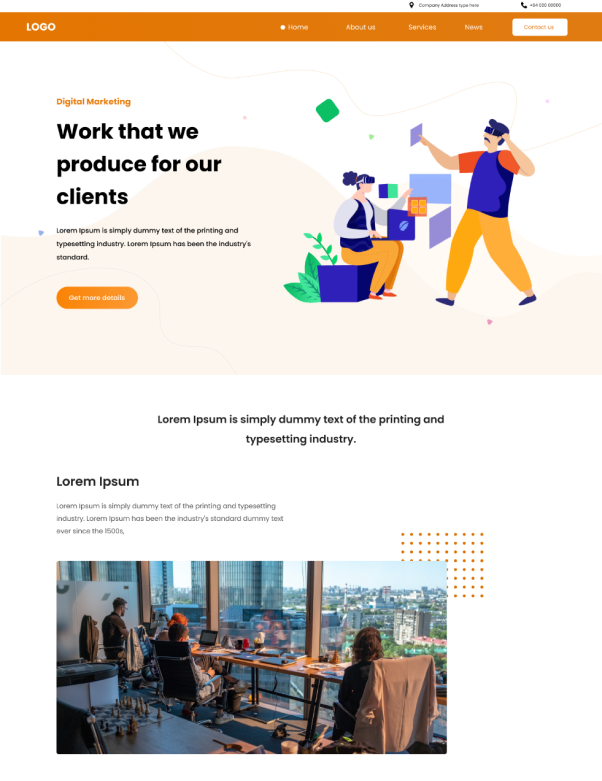 Company Address type here
+94 036 66666
LOGO
Home
About us
Services
News
Contact us
Digital Marketing
Work that we
produce for our
clients
Lorem Ipsum is simply dummy text of the printing and
typesetting industry. Lorem Ipsum has been the industry's
standard.
Get more details
Lorem Ipsum is simply dummy text of the printing and
typesetting industry.
Lorem Ipsum
Lorem Ipsum is simply dummy text of the printing and typesetting
industry. Lorem Ipsum has been the industry's standard dummy text
ever since the 1500s,